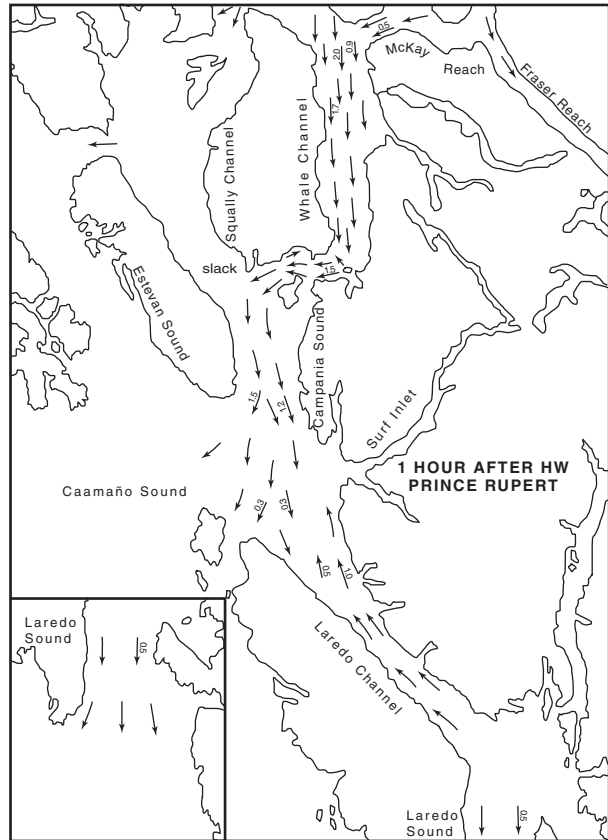 0.5
McKay
Reach
Fraser Reach
2.0
0.9
1.7
Squally Channel
Whale Channel
slack
1.5
Estevan Sound
Campania Sound
1.5
1.2
Surf Inlet
1 HOUR AFTER HW
PRINCE RUPERT
Caamaño Sound
0.3
0.3
0.5
1.0
Laredo Channel
Laredo
Sound
0.5
Laredo
Sound
0.5